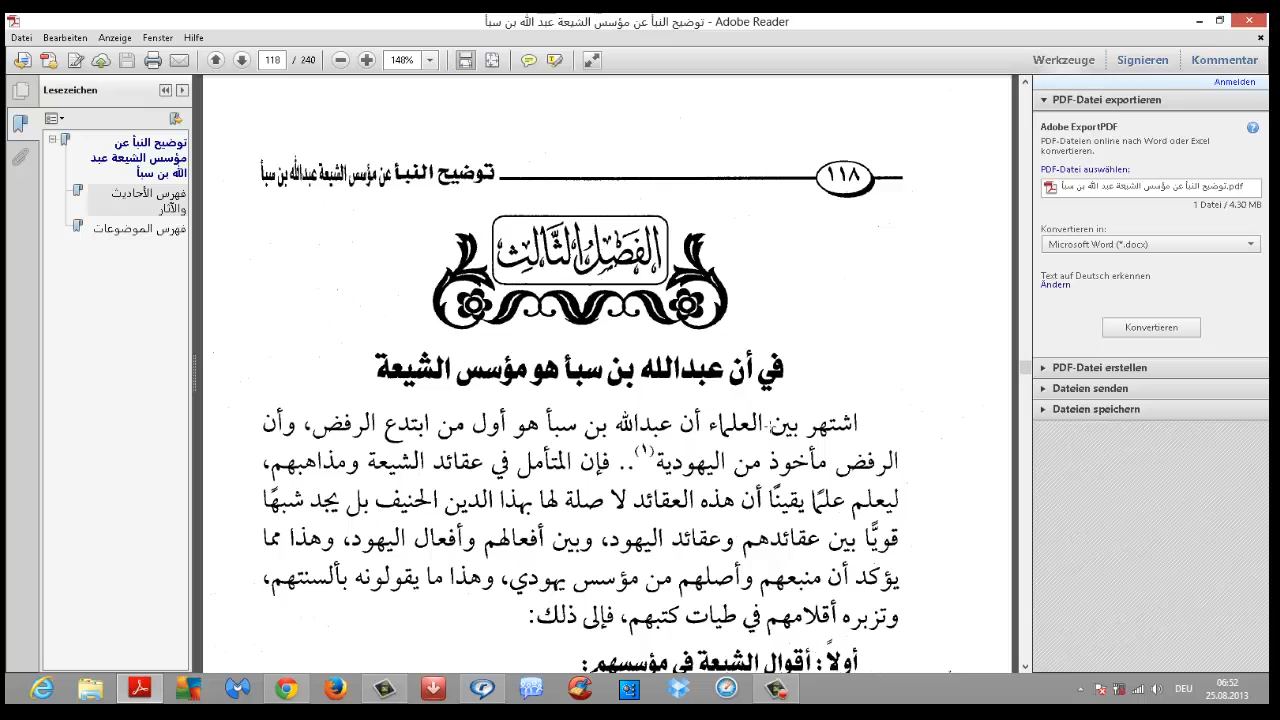 توضيح النبأ عن مؤسس الشيعة عبد الله بن سبأ - Adobe Reader
Datei Bearbeiten Anzeige Fenster Hilfe
118 / 240 148% Werkzeuge Signieren Kommentar
Lesezeichen
توضيح النبأ عن
مؤسس الشيعة عبد
الله بن سبأ
فهرس الأحاديث
والآثار
فهرس الموضوعات
١١٨ توضيح النبأ عن مؤسس الشيعة عبدالله بن سبأ
الفَصْلُ الثَّالِث
في أن عبدالله بن سبأ هو مؤسس الشيعة
اشتهر بين العلماء أن عبدالله بن سبأ هو أول من ابتدع الرفض، وأن
الرفض مأخوذ من اليهودية(١).. فإن المتأمل في عقائد الشيعة ومذاهبهم،
ليعلم علمًا يقينًا أن هذه العقائد لا صلة لها بهذا الدين الحنيف بل يجد شبهًا
قويًّا بين عقائدهم وعقائد اليهود، وبين أفعالهم وأفعال اليهود، وهذا مما
يؤكد أن منبعهم وأصلهم من مؤسس يهودي، وهذا ما يقولونه بألسنتهم،
وتزبره أقلامهم في طيات كتبهم، فإلى ذلك:
أولاً: أقوال الشيعة في مؤسسهم:
Anmelden
PDF-Datei exportieren
Adobe ExportPDF
PDF-Dateien online nach Word oder Excel
konvertieren.
PDF-Datei auswählen:
توضيح النبأ عن مؤسس الشيعة عبد الله بن سبأ.pdf
1 Datei / 4.30 MB
Konvertieren in:
Microsoft Word (*.docx)
Text auf Deutsch erkennen
Ändern
Konvertieren
PDF-Datei erstellen
Dateien senden
Dateien speichern
DEU
06:52
25.08.2013